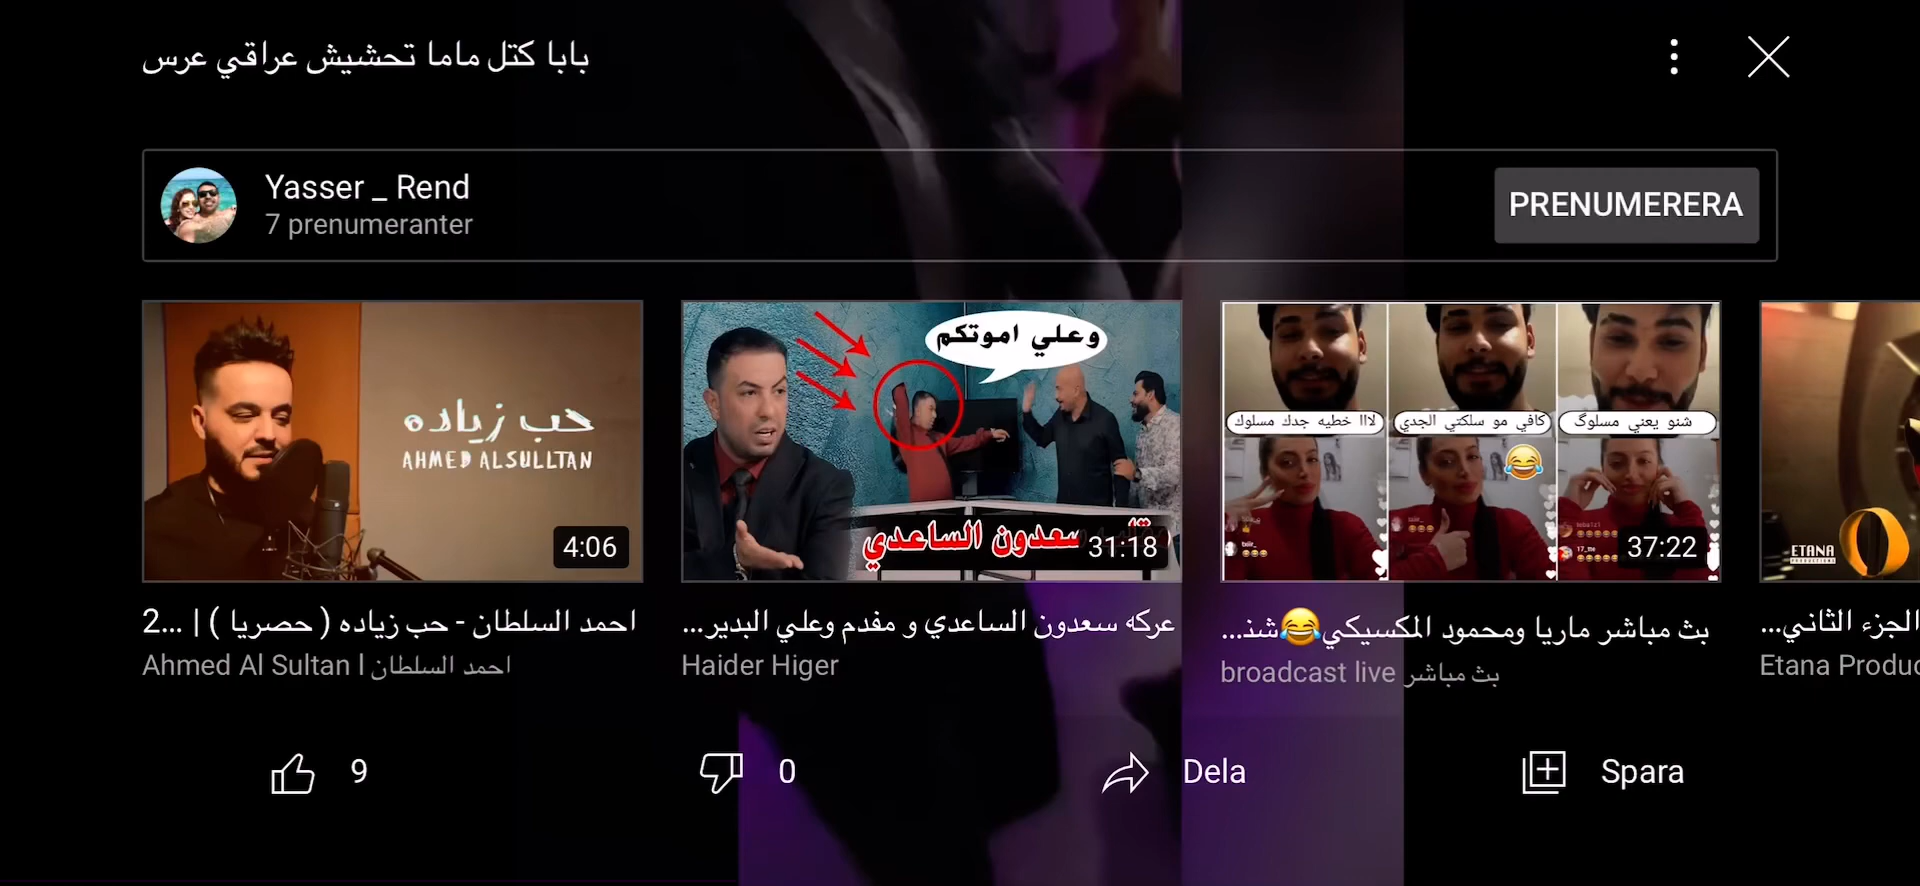 بابا كتل ماما تحشيش عراقي عرس
Yasser _ Rend
7 prenumeranter
PRENUMERERA
حب زياده
AHMED ALSULLTAN
4:06
وعلي اموتكم
سعدون الساعدي
31:18
لااا خطيه جدك مسلوك
كافي مو سلكتي الجدي
شنو يعني مسلوگ
😂
37:22
ETANA
احمد السلطان - حب زياده ( حصريا ) | ...2
Ahmed Al Sultan l احمد السلطان
عركه سعدون الساعدي و مفدم وعلي البدير...
Haider Higer
بث مباشر ماريا ومحمود المكسيكي😂شذ...
broadcast live بث مباشر
الجزء الثاني...
Etana Produc
9
0
Dela
Spara